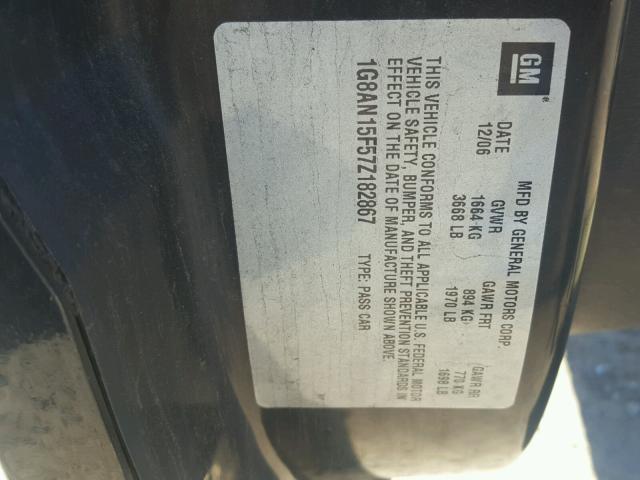 GM®
MFD BY GENERAL MOTORS CORP.
DATE GVWR GAWR FRT GAWR RR
12/06 1664 KG 894 KG 770 KG
3668 LB 1970 LB 1698 LB
THIS VEHICLE CONFORMS TO ALL APPLICABLE U.S. FEDERAL MOTOR
VEHICLE SAFETY, BUMPER, AND THEFT PREVENTION STANDARDS IN
EFFECT ON THE DATE OF MANUFACTURE SHOWN ABOVE.
1G8AN15F57Z182867 TYPE: PASS CAR